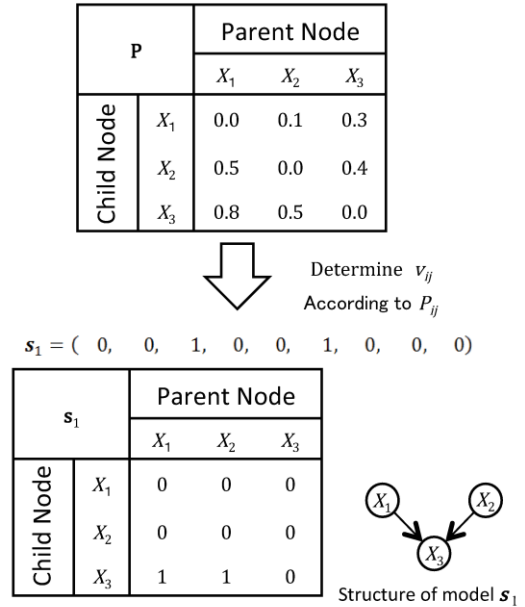 P
Parent Node
X₁ X₂ X₃
Child Node
X₁ 0.0 0.1 0.3
X₂ 0.5 0.0 0.4
X₃ 0.8 0.5 0.0
Determine v_ij
According to P_ij
s₁ = ( 0, 0, 1, 0, 0, 1, 0, 0, 0)
s₁
Parent Node
X₁ X₂ X₃
Child Node
X₁ 0 0 0
X₂ 0 0 0
X₃ 1 1 0
X₁ X₂
X₃
Structure of model s₁